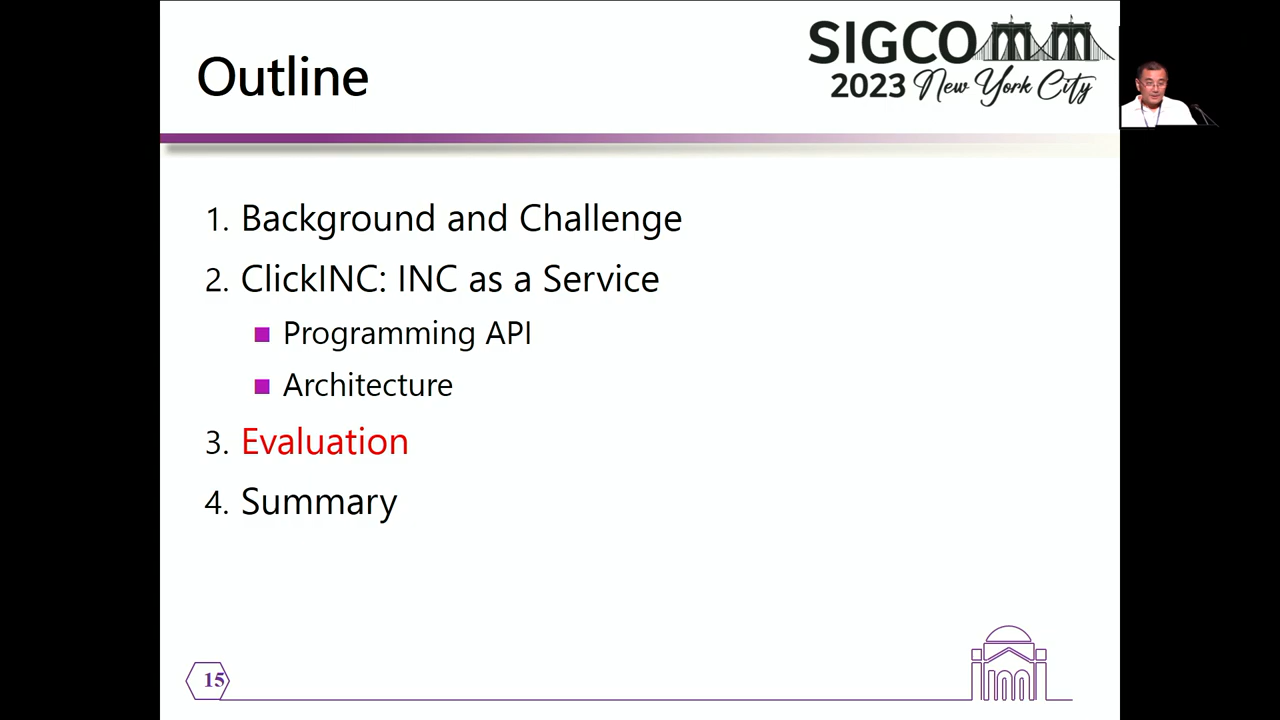 Outline
SIGCOMM
2023 New York City
1. Background and Challenge
2. ClickINC: INC as a Service
Programming API
Architecture
3. Evaluation
4. Summary
15